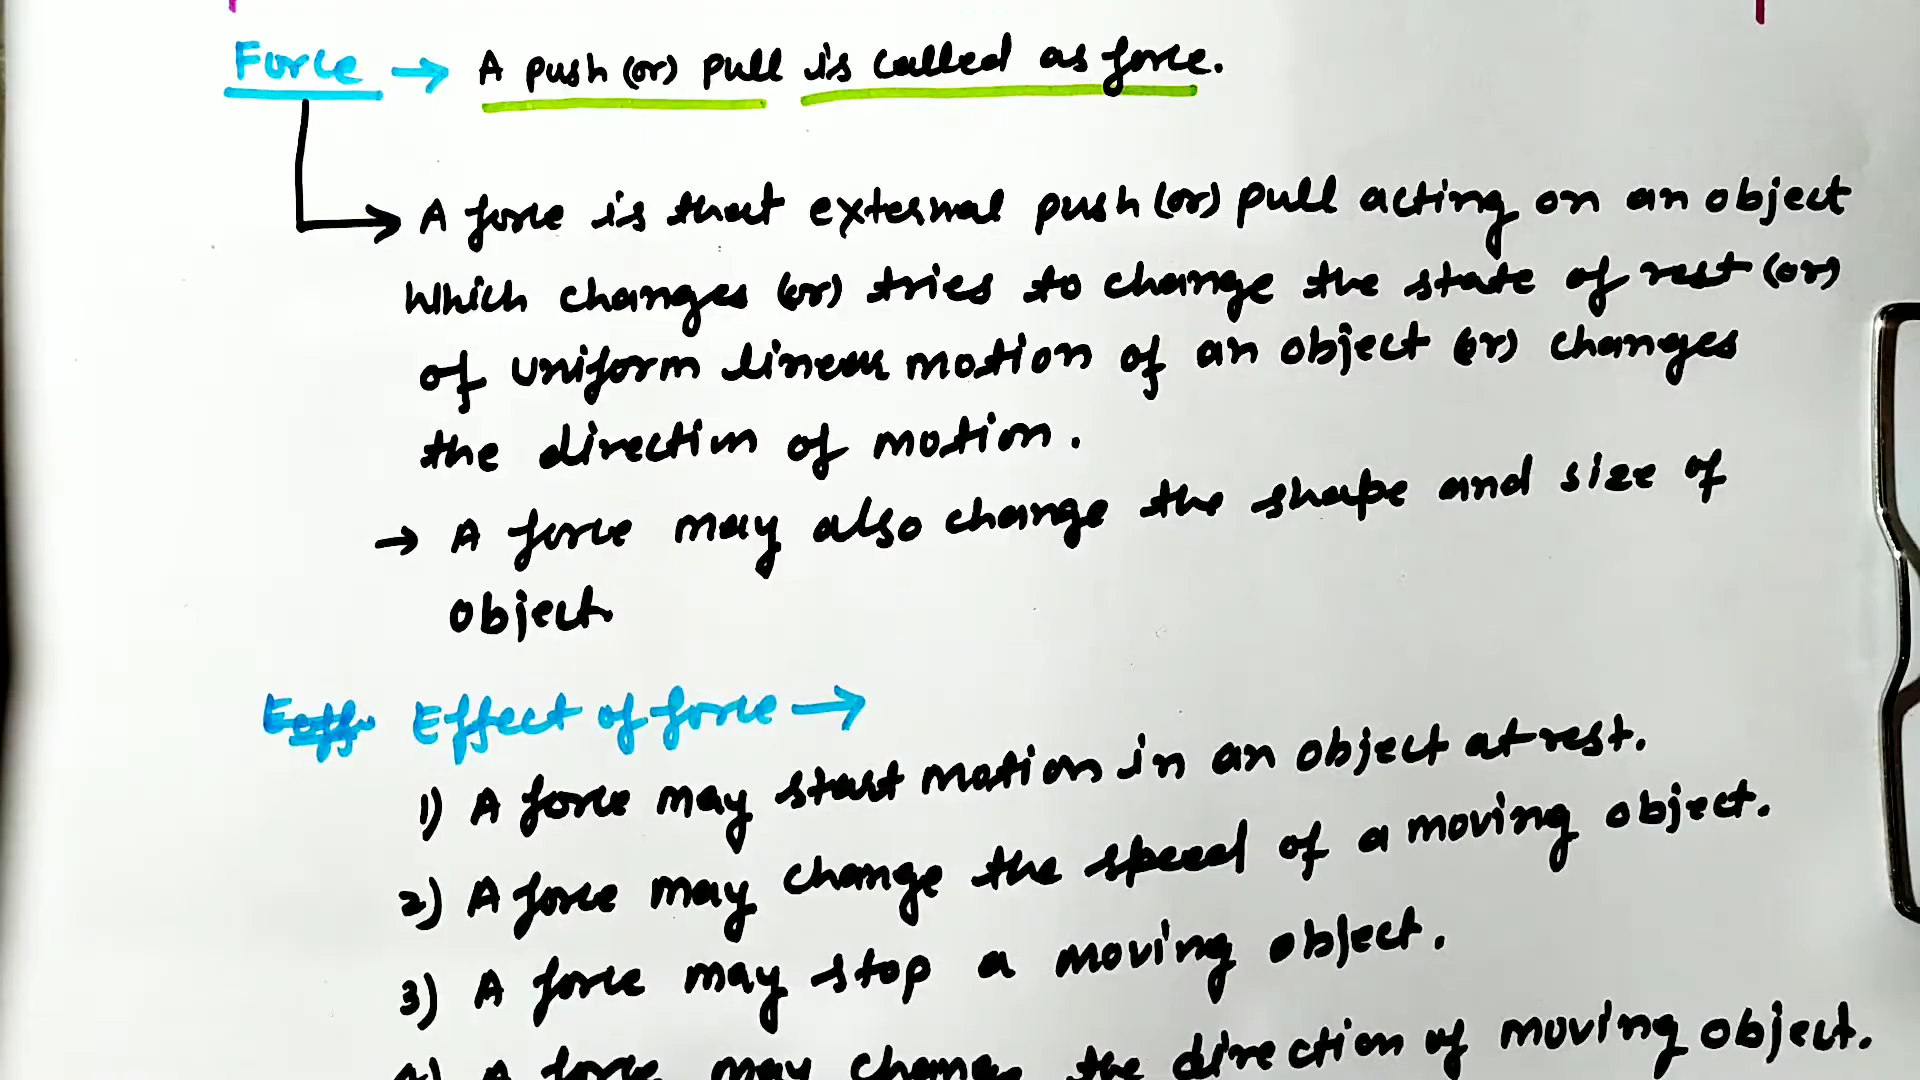 Force → A push (or) pull is called as force.
→ A force is that external push (or) pull acting on an object
which changes (or) tries to change the state of rest (or)
of uniform linear motion of an object (or) changes
the direction of motion.
→ A force may also change the shape and size of
object.
Effect of force →
1) A force may start motion in an object at rest.
2) A force may change the speed of a moving object.
3) A force may stop a moving object.
4) A force may change the direction of moving object.